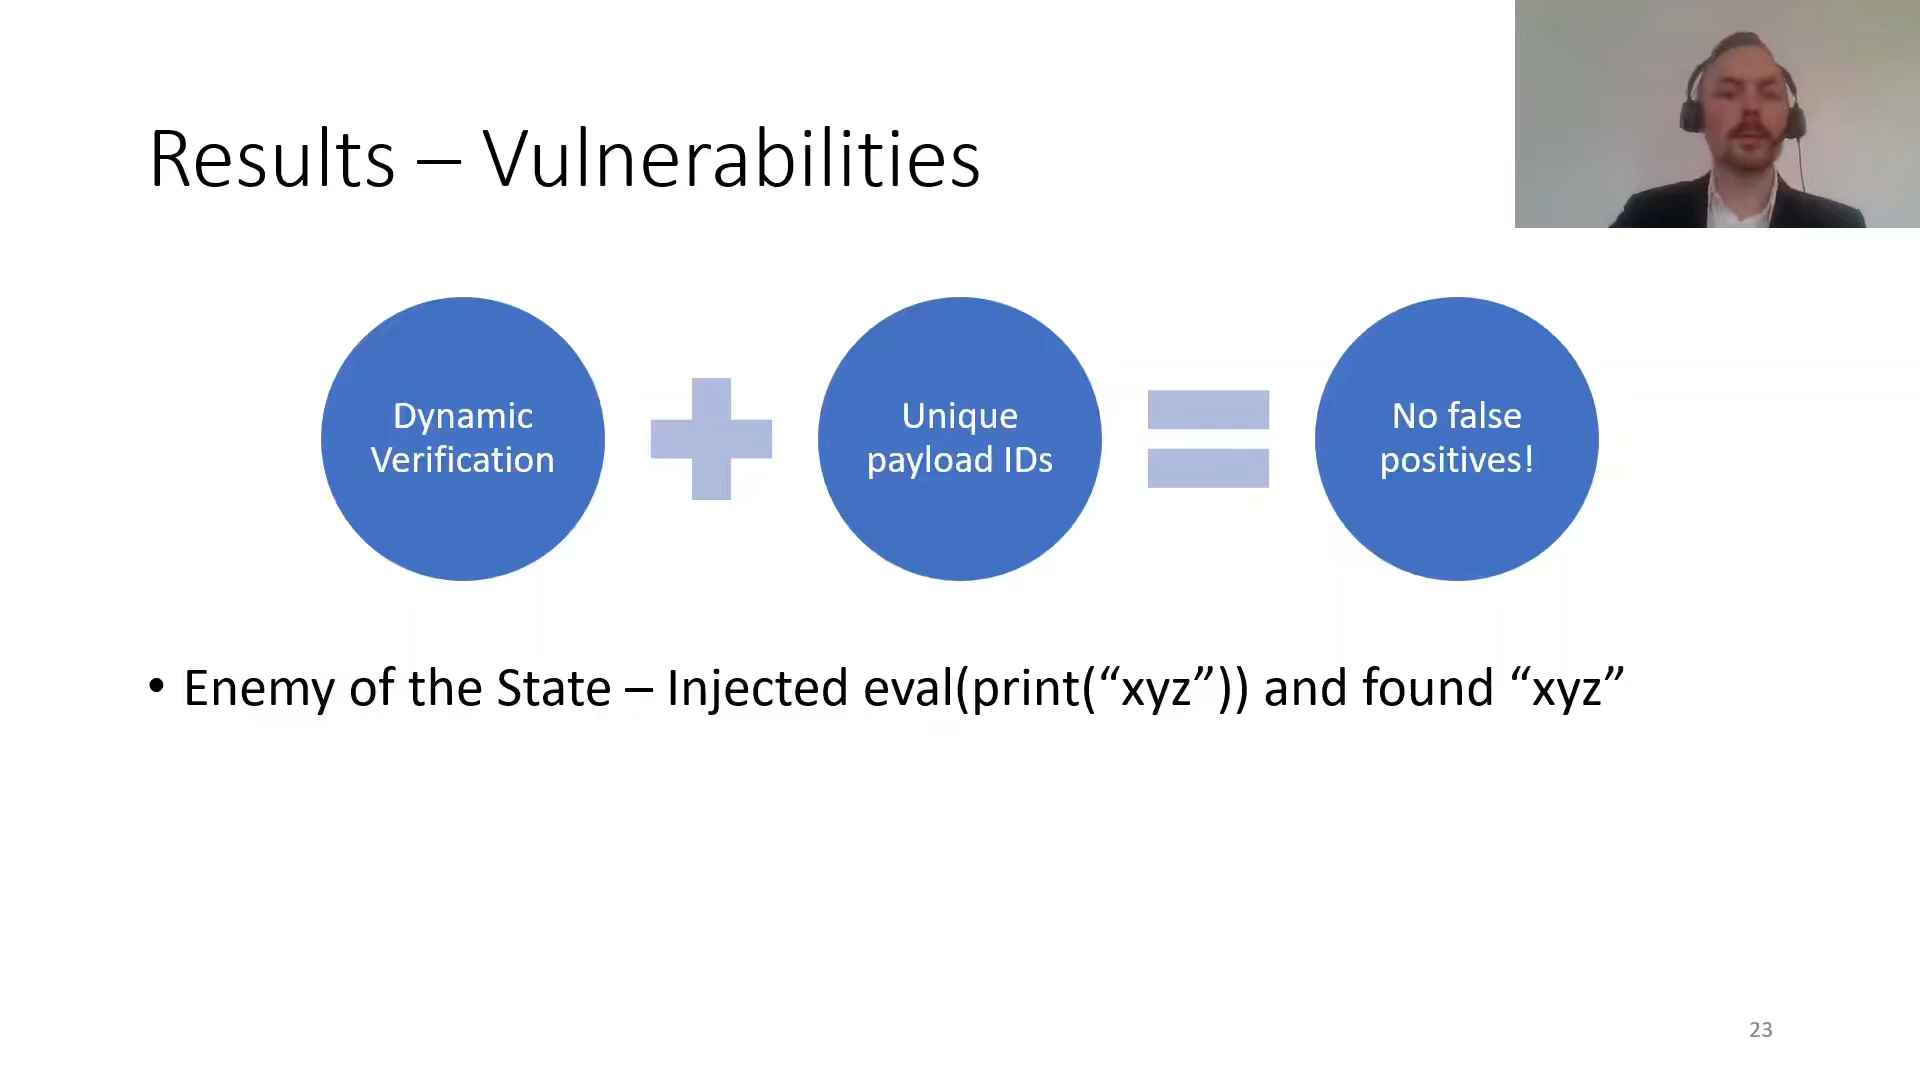 Results – Vulnerabilities
Dynamic
Verification
Unique
payload IDs
No false
positives!
• Enemy of the State – Injected eval(print(“xyz”)) and found “xyz”
23